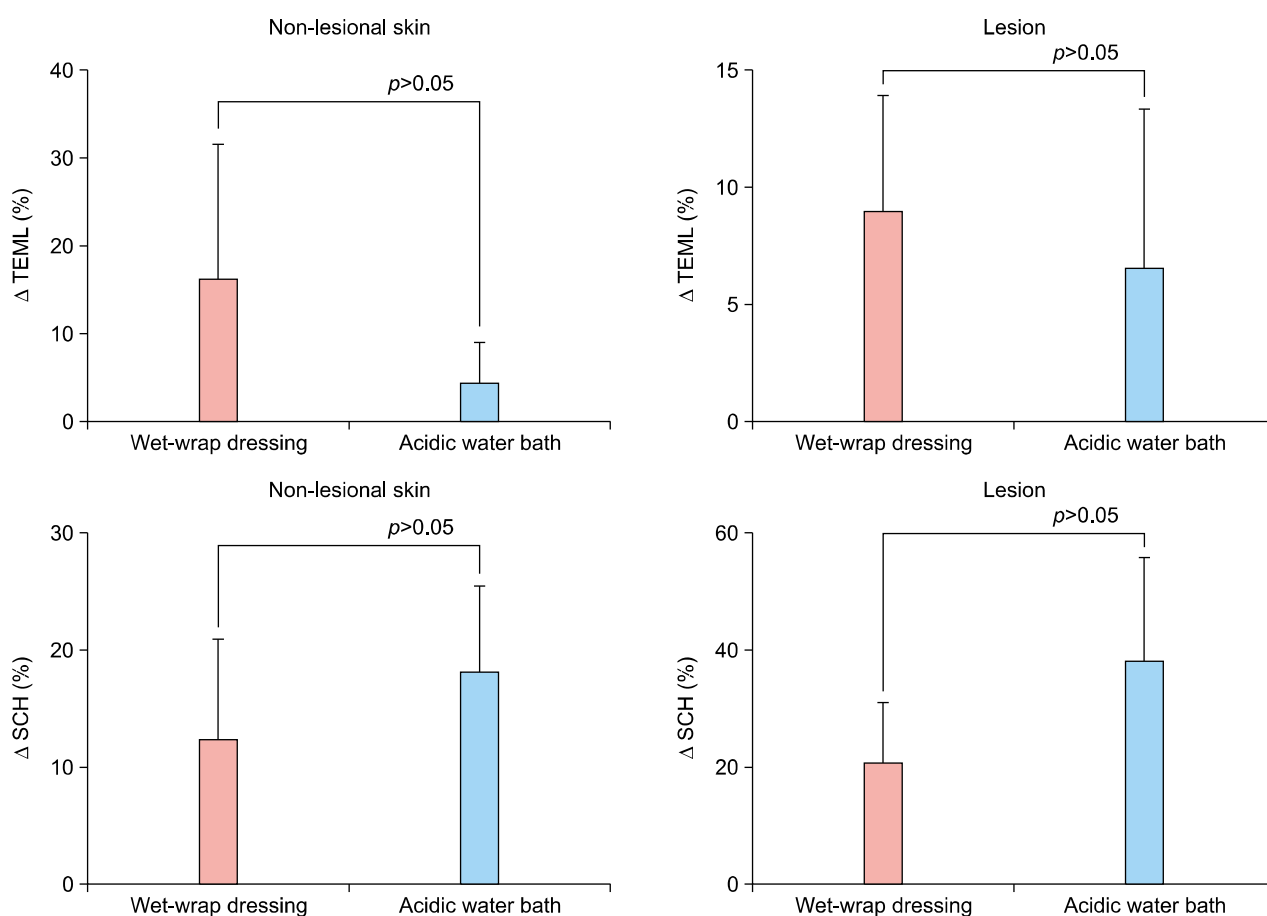 Non-lesional skin
40
30
20
10
0
Δ TEML (%)
p>0.05
Wet-wrap dressing
Acidic water bath
Lesion
15
10
5
0
Δ TEML (%)
p>0.05
Wet-wrap dressing
Acidic water bath
Non-lesional skin
30
20
10
0
Δ SCH (%)
p>0.05
Wet-wrap dressing
Acidic water bath
Lesion
60
40
20
0
Δ SCH (%)
p>0.05
Wet-wrap dressing
Acidic water bath